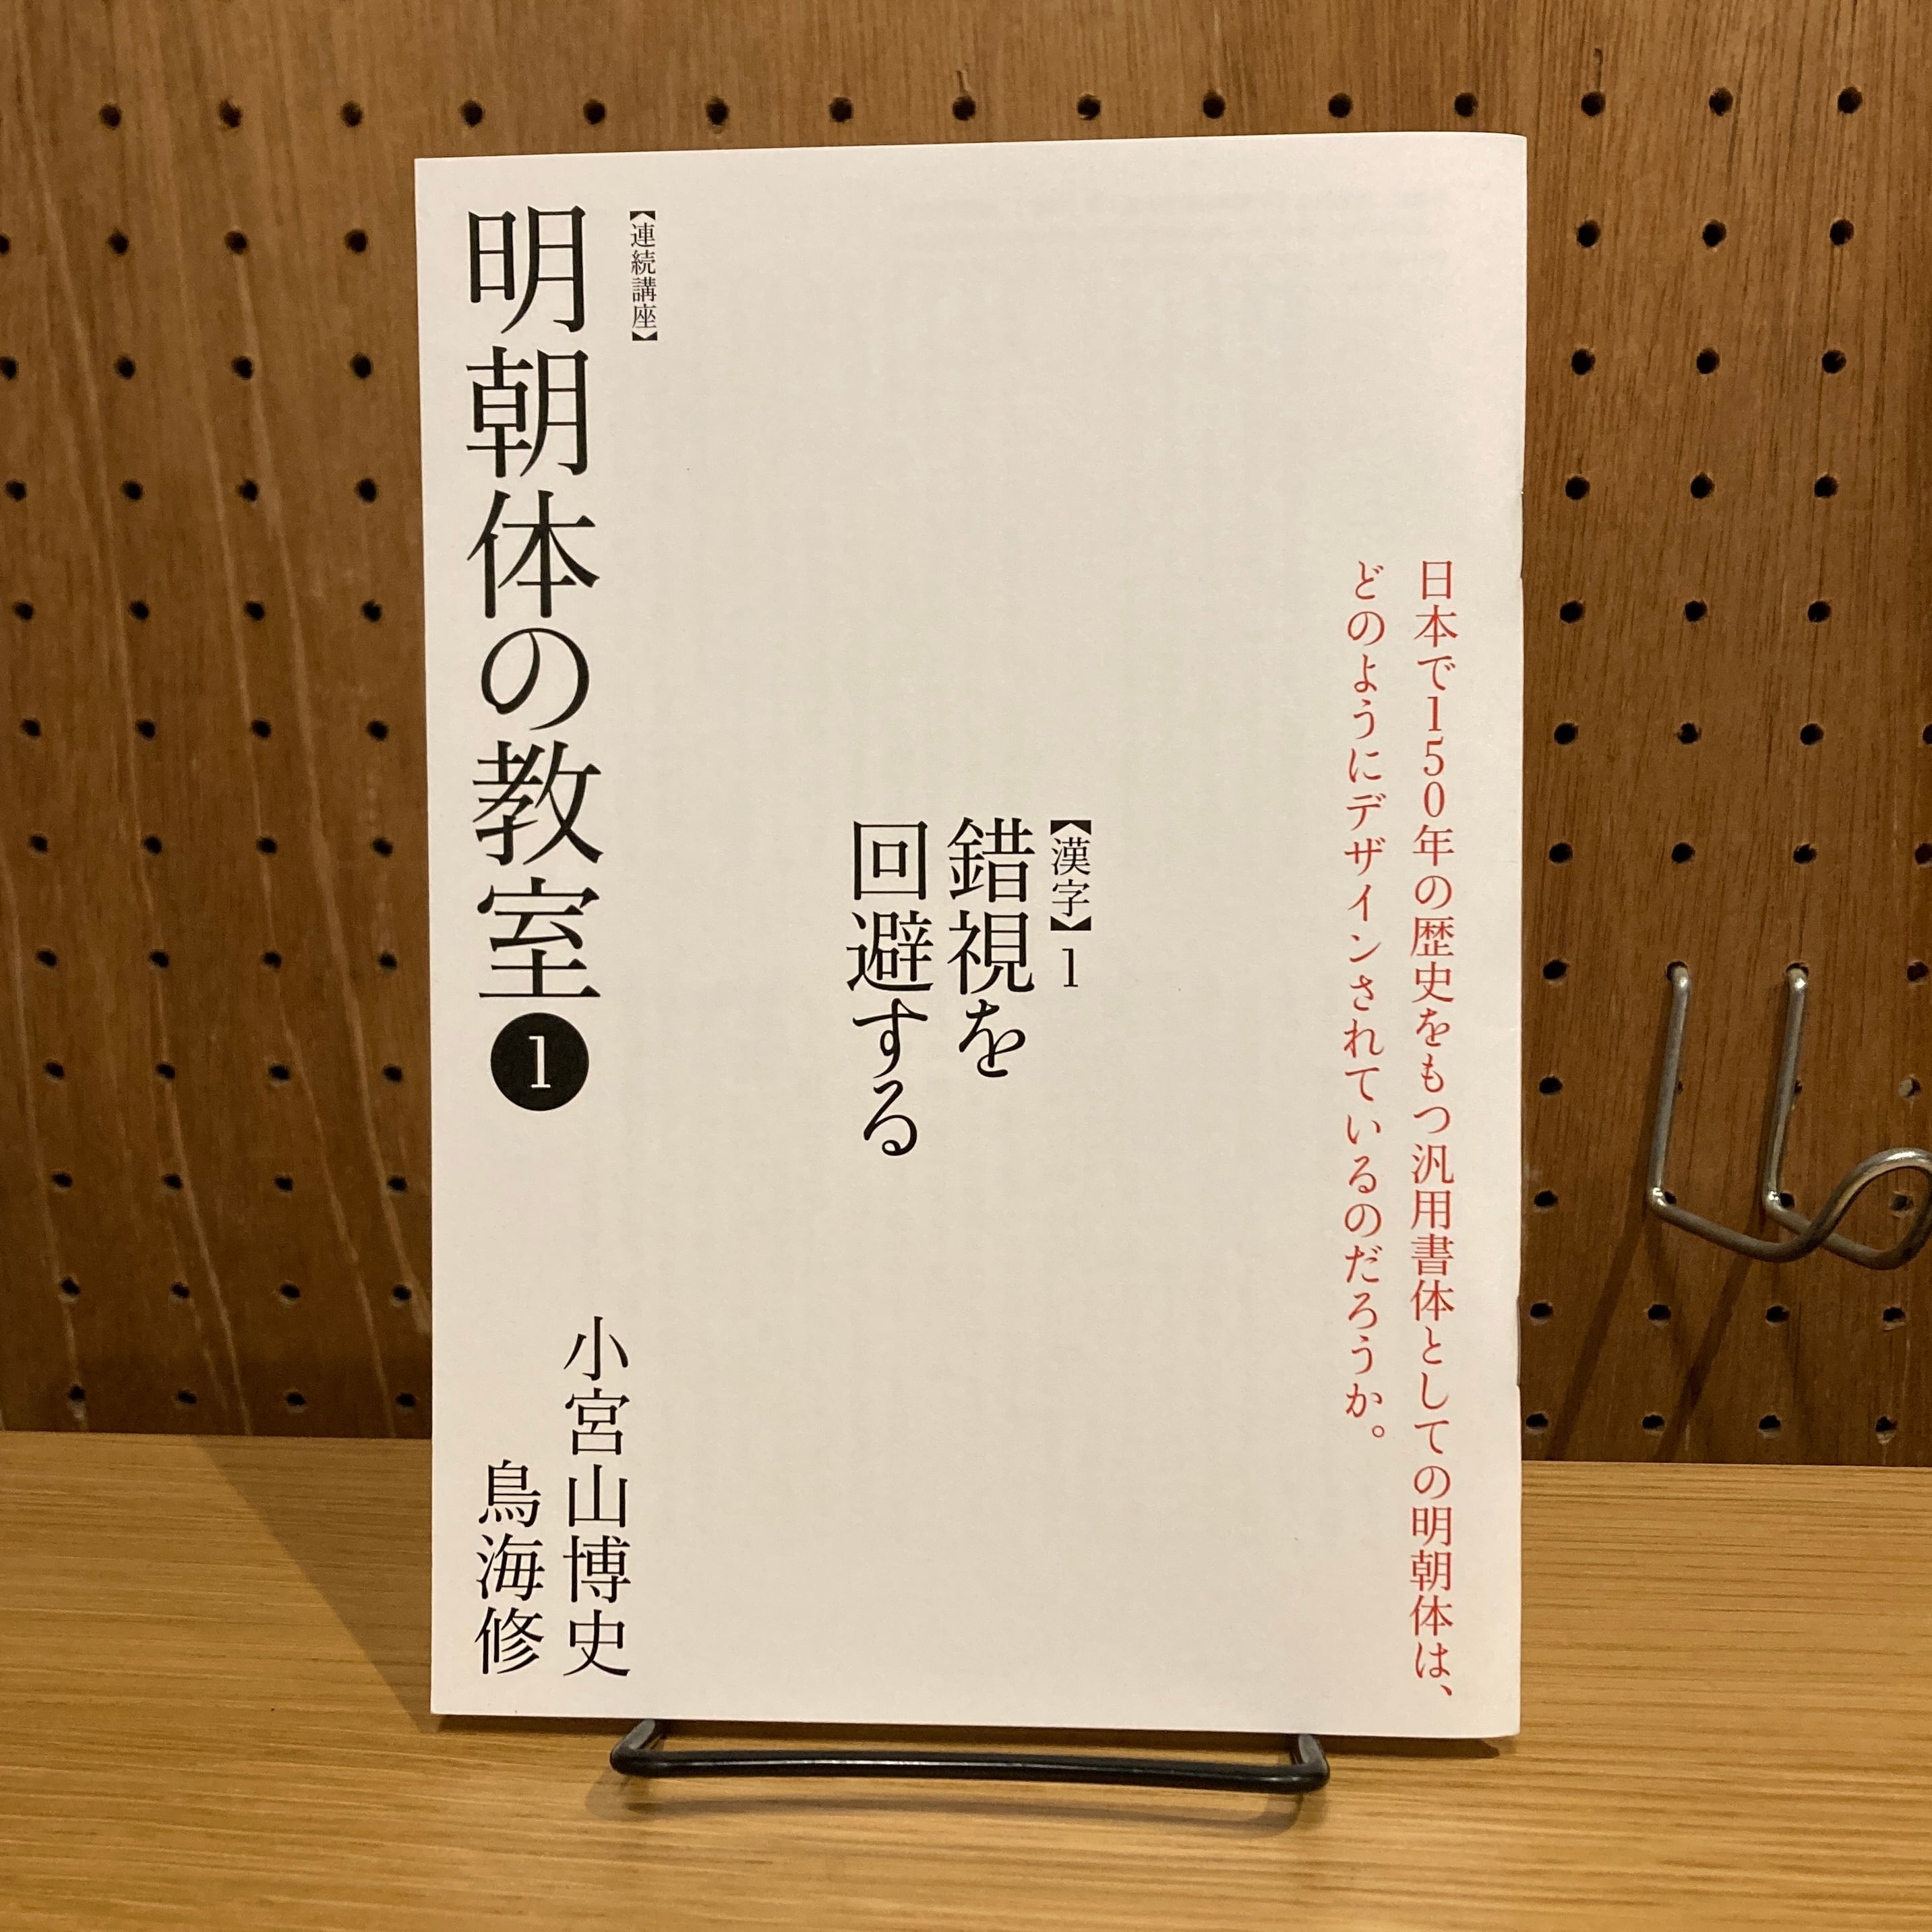 日本で150年の歴史をもつ汎用書体としての明朝体は、
どのようにデザインされているのだろうか。
【漢字】1
錯視を
回避する
【連続講座】
明朝体の教室❶
小宮山博史
鳥海修